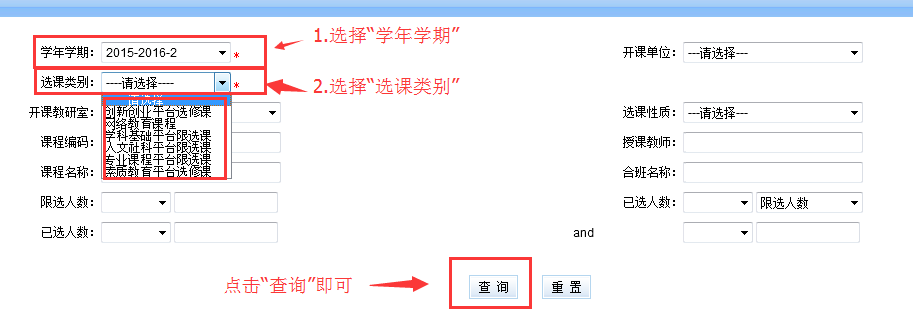 1.选择“学年学期”
学年学期： 2015-2016-2 * 开课单位： ---请选择---
选课类别： ----请选择---- * 2.选择“选课类别”
开课教研室： 创新创业平台选修课 选课性质： ---请选择---
网络教育课程
学科基础平台限选课
课程编码： 人文社科平台限选课 授课教师：
专业课程平台限选课
课程名称： 素质教育平台选修课 合班名称：
限选人数： 已选人数： 限选人数
已选人数： and
点击“查询”即可 查 询 重 置